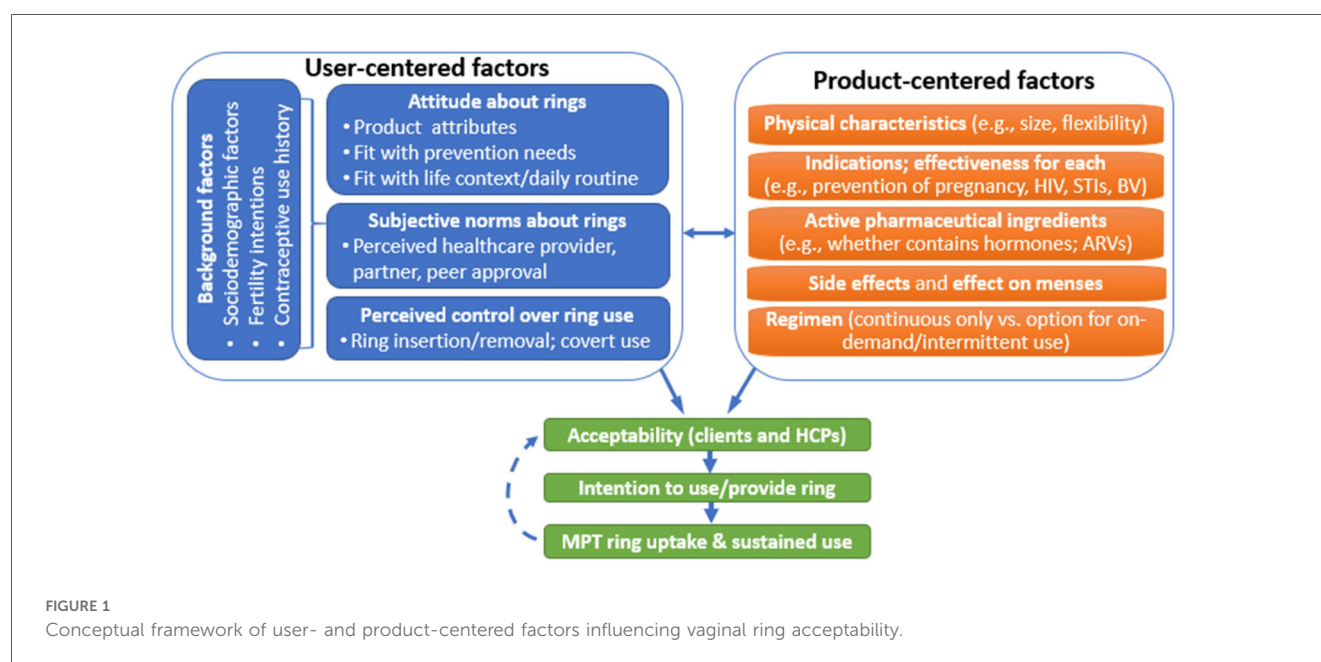 User-centered factors
Background factors
• Sociodemographic factors
• Fertility intentions
• Contraceptive use history
Attitude about rings
• Product attributes
• Fit with prevention needs
• Fit with life context/daily routine
Subjective norms about rings
• Perceived healthcare provider,
partner, peer approval
Perceived control over ring use
• Ring insertion/removal; covert use
Product-centered factors
Physical characteristics (e.g., size, flexibility)
Indications; effectiveness for each
(e.g., prevention of pregnancy, HIV, STIs, BV)
Active pharmaceutical ingredients
(e.g., whether contains hormones; ARVs)
Side effects and effect on menses
Regimen (continuous only vs. option for on-
demand/intermittent use)
Acceptability (clients and HCPs)
Intention to use/provide ring
MPT ring uptake & sustained use
FIGURE 1
Conceptual framework of user- and product-centered factors influencing vaginal ring acceptability.